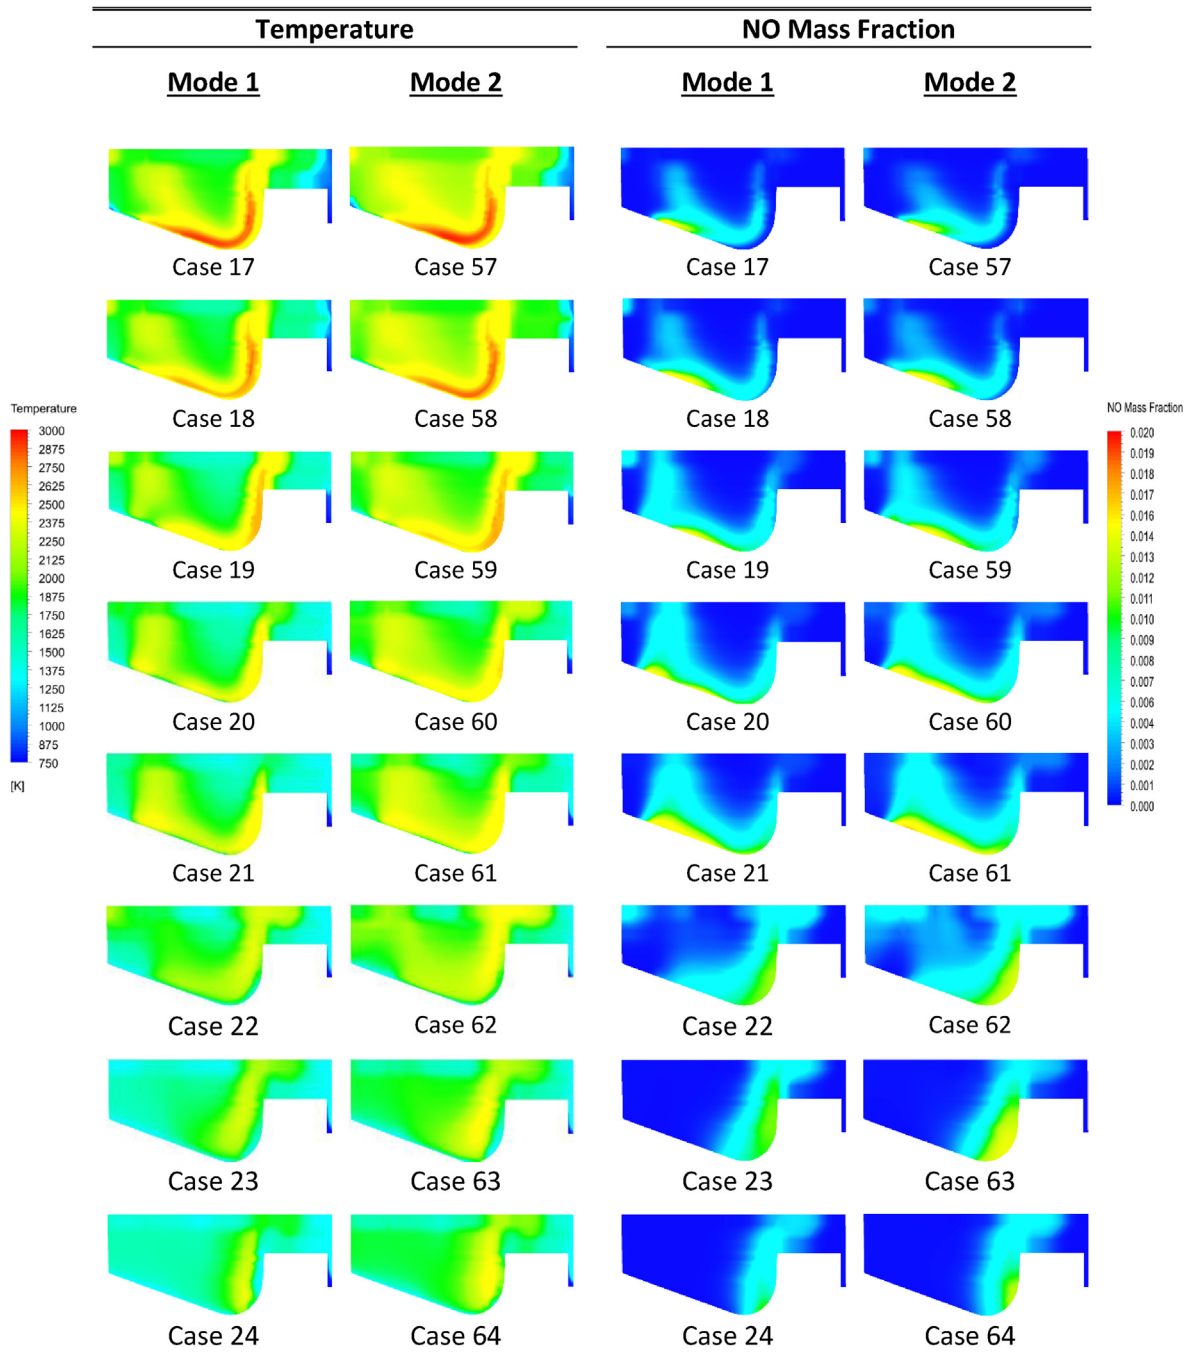 Temperature NO Mass Fraction
Mode 1 Mode 2 Mode 1 Mode 2
Case 17 Case 57 Case 17 Case 57
Case 18 Case 58 Case 18 Case 58
Temperature
3000
2875
2750
2625
2500
2375
2250
2125
2000
1875
1750
1625
1500
1375
1250
1125
1000
875
750
[K]
NO Mass Fraction
0.020
0.018
0.017
0.016
0.014
0.013
0.012
0.011
0.010
0.009
0.008
0.007
0.006
0.004
0.003
0.002
0.001
0.000
Case 19 Case 59 Case 19 Case 59
Case 20 Case 60 Case 20 Case 60
Case 21 Case 61 Case 21 Case 61
Case 22 Case 62 Case 22 Case 62
Case 23 Case 63 Case 23 Case 63
Case 24 Case 64 Case 24 Case 64